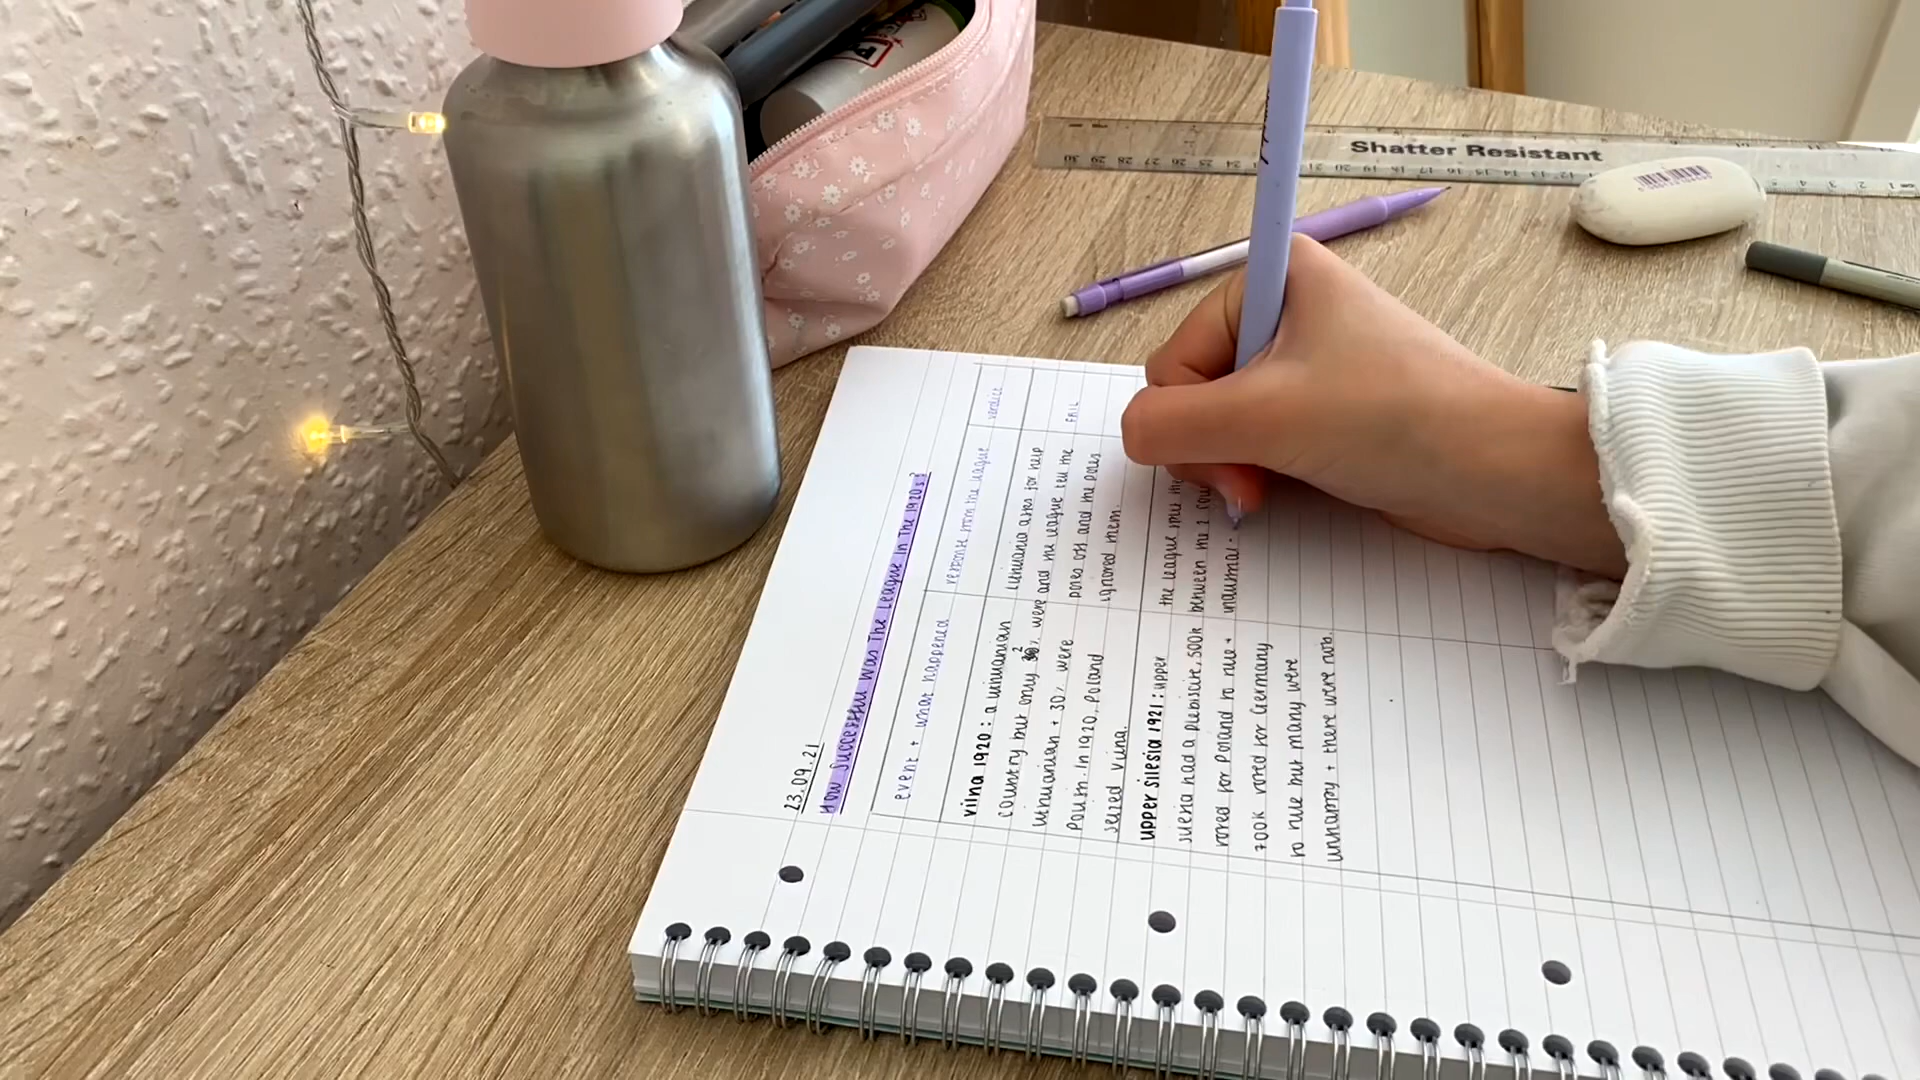 Shatter Resistant
23.09.21
How Successful Was The League In The 1920s?
event + what happened
response from the league
verdict
vilna 1920 : a lithuanian
country but only 2% were
lithuanian + 30% were
polish. In 1920, Poland
seized vilna.
lithuania asks for help
and the league tell the
poles off and the poles
ignored them.
FAIL
upper silesia 1921 : upper
silesia had a plebiscite, 500k
voted for poland to rule +
700k voted for Germany
to rule but many were
unhappy + there were riots.
the league split the
between the 2
industrial